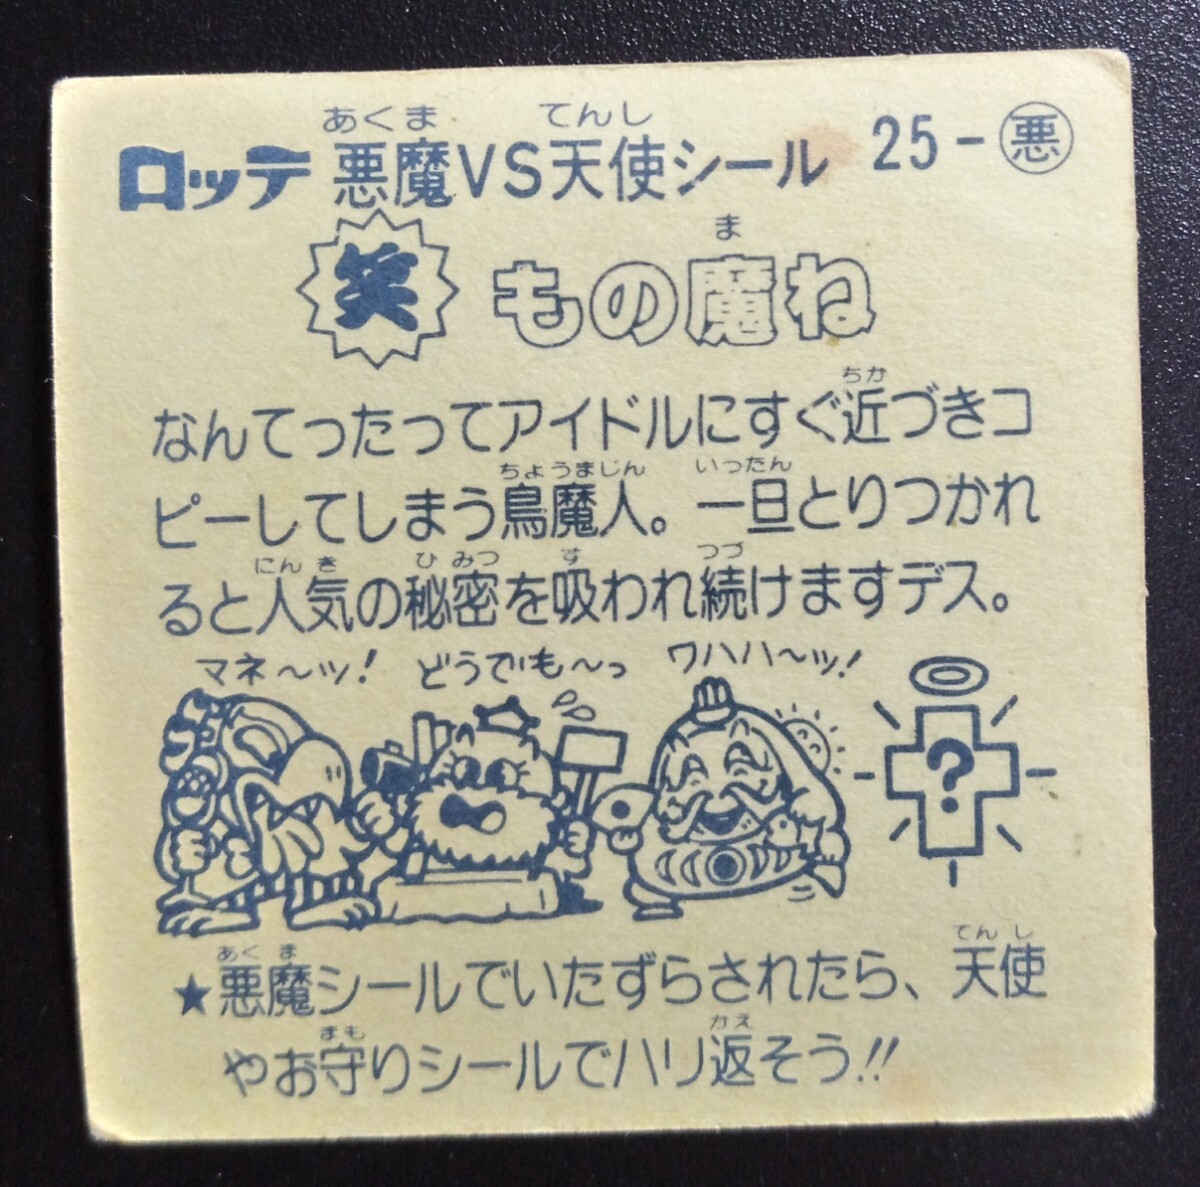 あくま てんし
ロッテ 悪魔VS天使シール 25-悪
ま
笑 もの魔ね
ちか
なんてったってアイドルにすぐ近づきコ
ちょうまじん いったん
ピーしてしまう鳥魔人。一旦とりつかれ
にんき ひみつ す つづ
ると人気の秘密を吸われ続けますデス。
マネ〜ッ! どうでも〜っ ワハハ〜ッ!
?
あくま てんし
★悪魔シールでいたずらされたら、天使
まも かえ
やお守りシールでハリ返そう!!